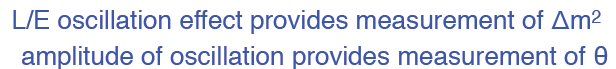 L/E oscillation effect provides measurement of Δm²
amplitude of oscillation provides measurement of θ